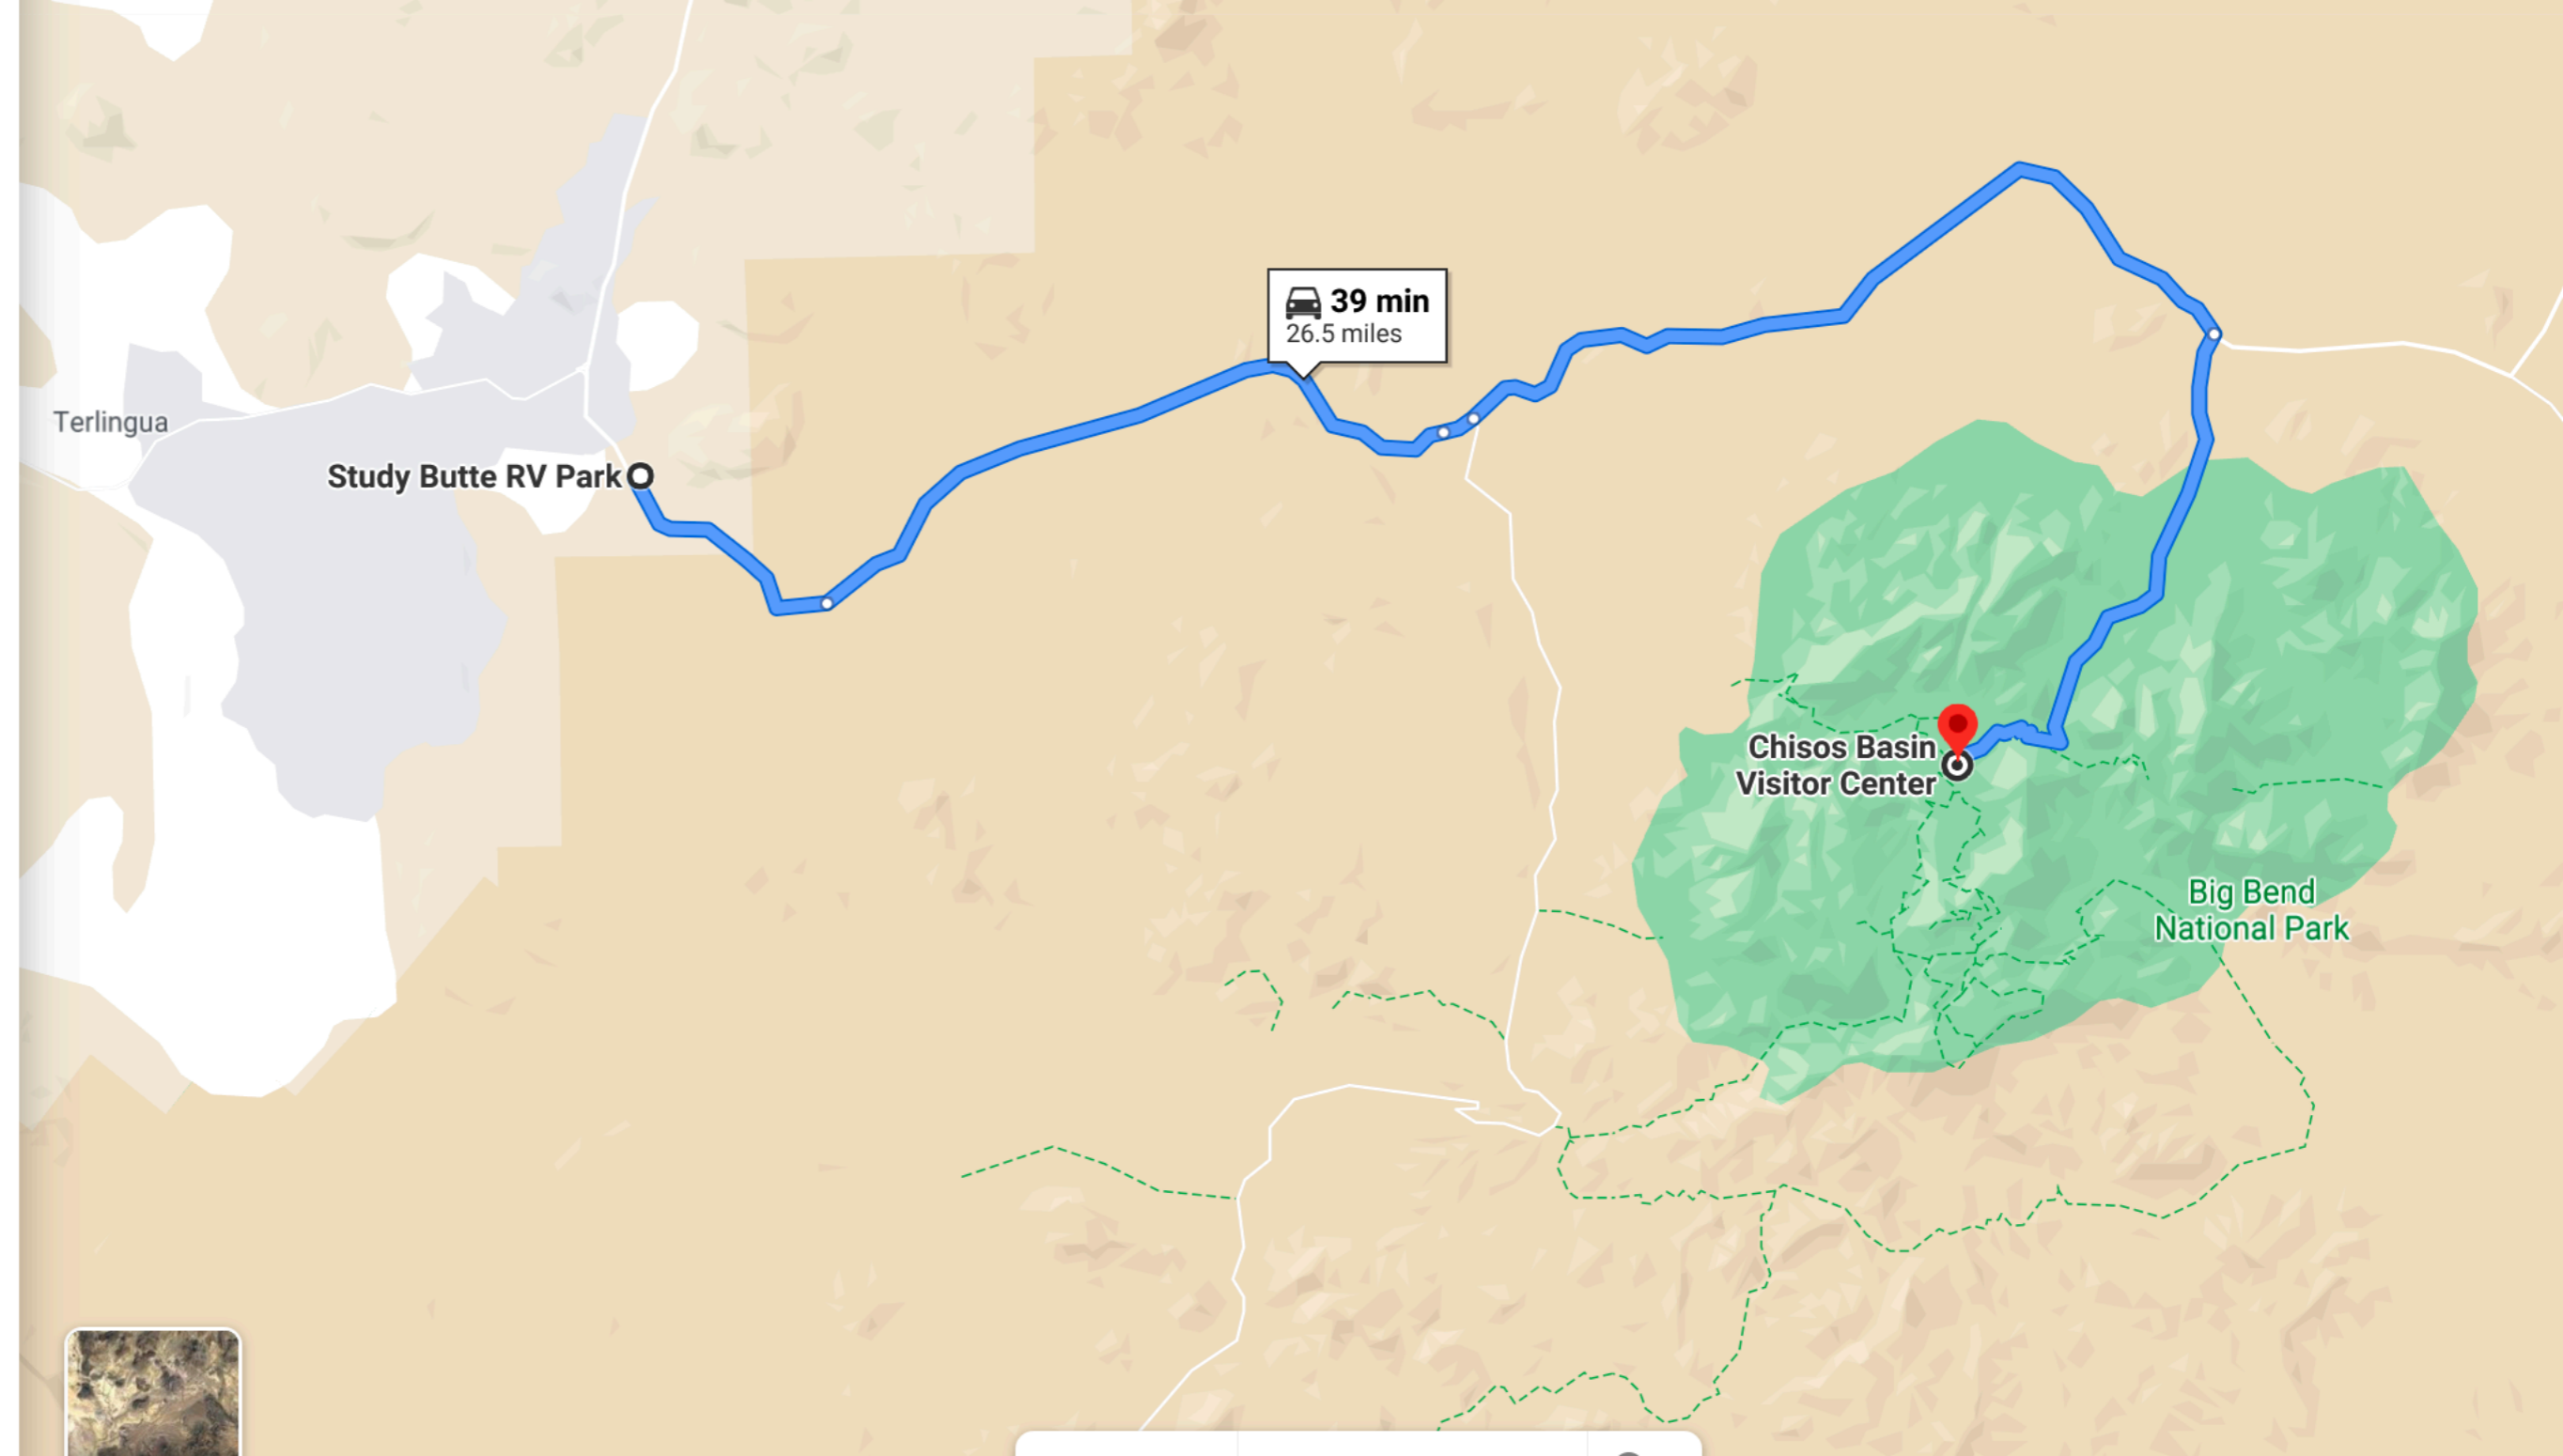 39 min
26.5 miles
Terlingua
Study Butte RV Park
Chisos Basin
Visitor Center
Big Bend
National Park